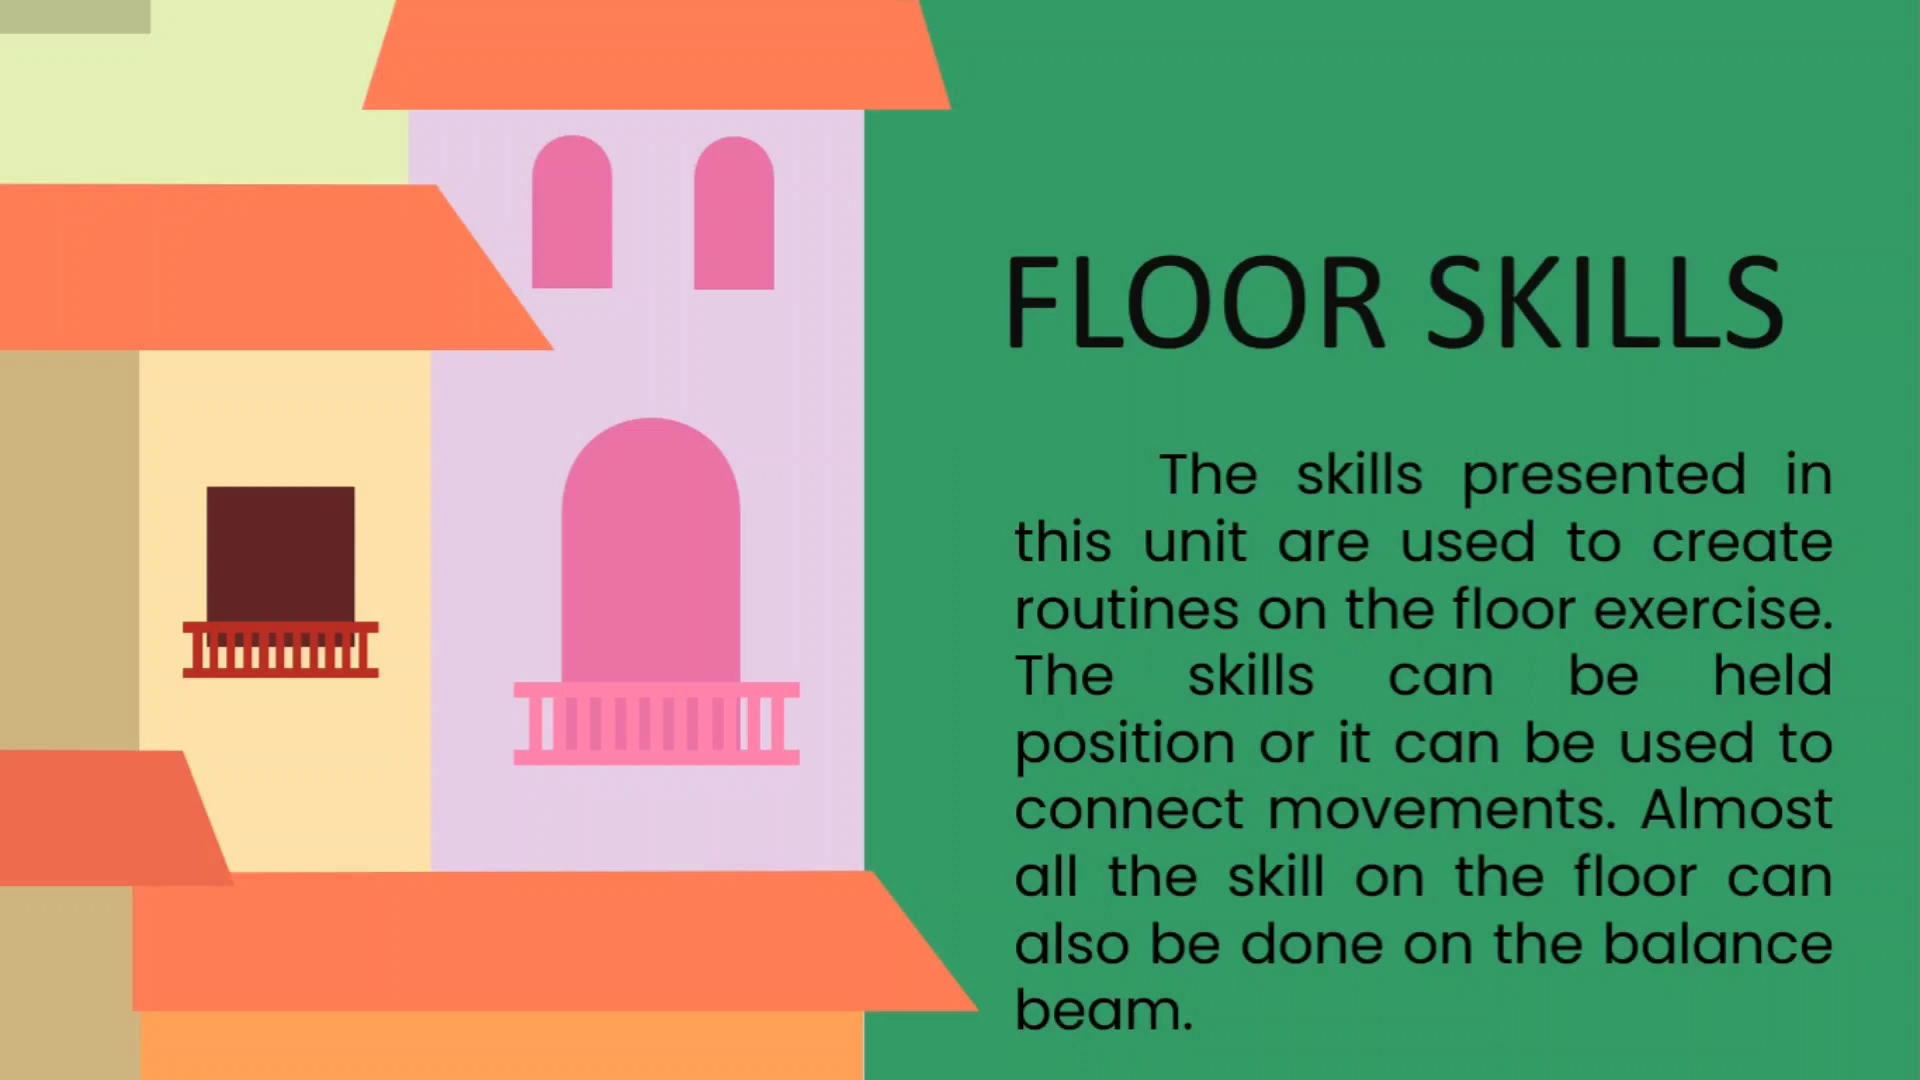 FLOOR SKILLS
The skills presented in
this unit are used to create
routines on the floor exercise.
The skills can be held
position or it can be used to
connect movements. Almost
all the skill on the floor can
also be done on the balance
beam.